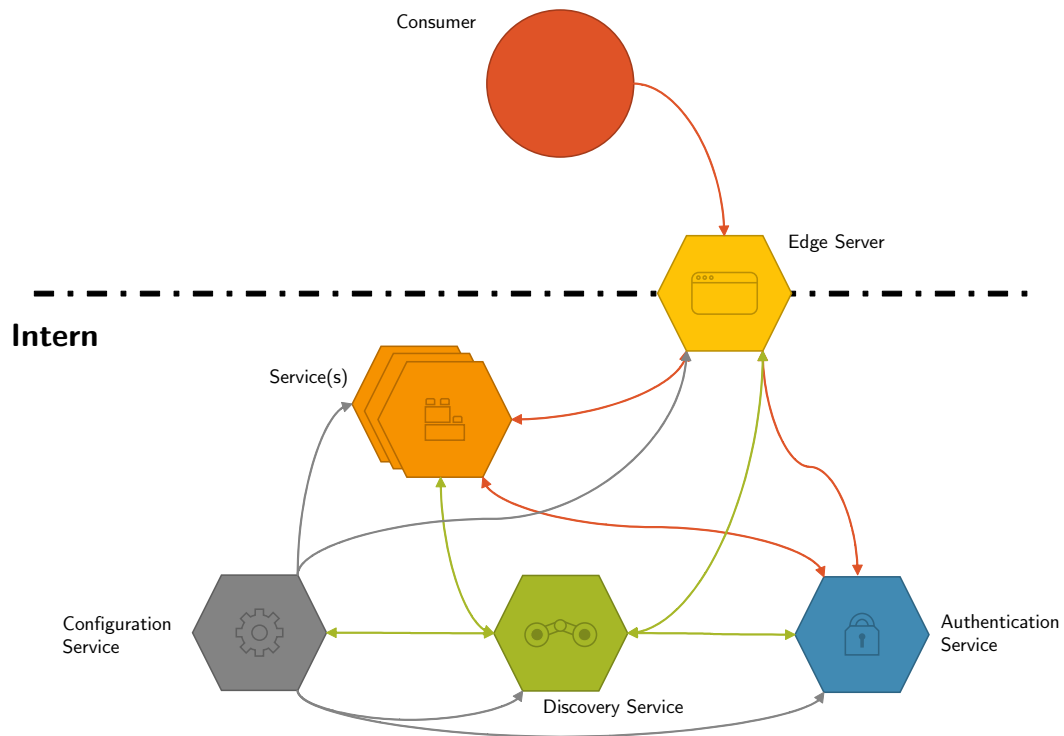 Consumer
Edge Server
Intern
Service(s)
Configuration
Service
Authentication
Service
Discovery Service